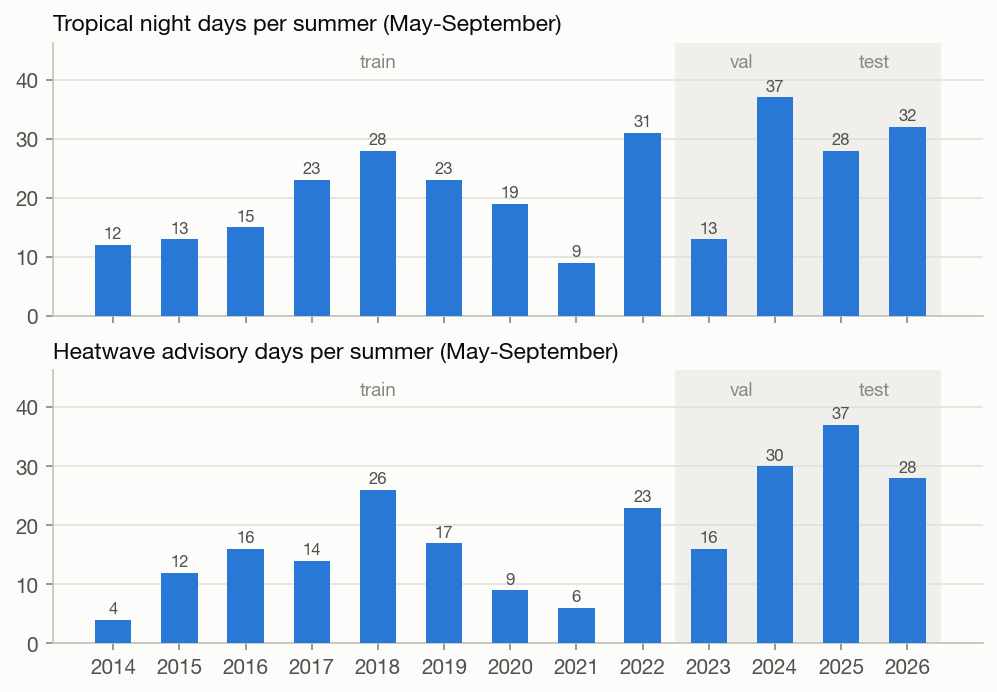 Tropical night days per summer (May-September)
train val test
40
30
20
10
0
12 13 15 23 28 23 19 9 31 13 37 28 32
Heatwave advisory days per summer (May-September)
train val test
40
30
20
10
0
4 12 16 14 26 17 9 6 23 16 30 37 28
2014 2015 2016 2017 2018 2019 2020 2021 2022 2023 2024 2025 2026